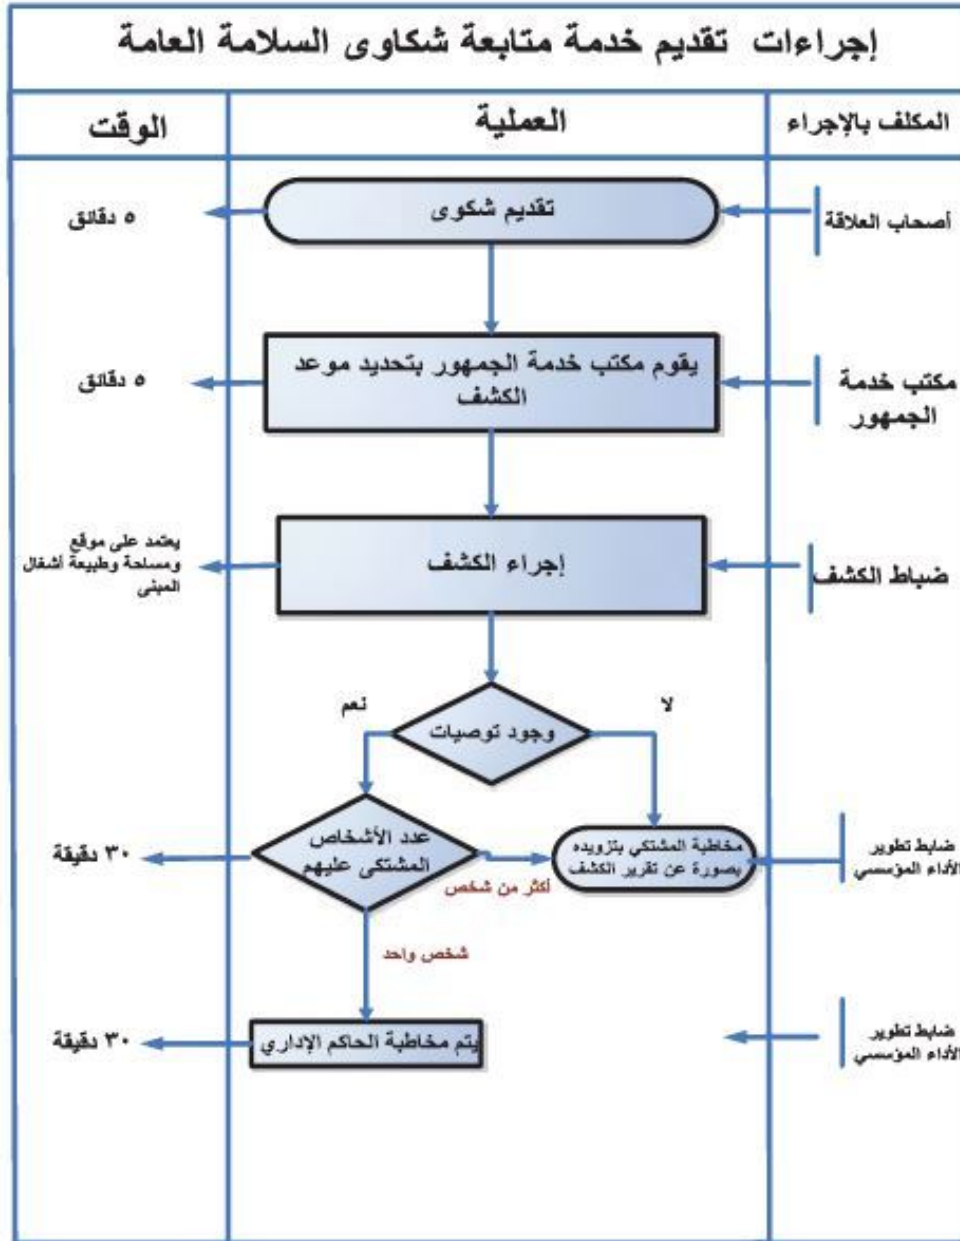 إجراءات تقديم خدمة متابعة شكاوى السلامة العامة
المكلف بالإجراء
العملية
الوقت
أصحاب العلاقة
تقديم شكوى
٥ دقائق
مكتب خدمة
الجمهور
يقوم مكتب خدمة الجمهور بتحديد موعد
الكشف
٥ دقائق
ضباط الكشف
إجراء الكشف
يعتمد على موقع
ومساحة وطبيعة أشغال
المبنى
وجود توصيات
لا
نعم
ضابط تطوير
الأداء المؤسسي
مخاطبة المشتكي بتزويده
بصورة عن تقرير الكشف
أكثر من شخص
عدد الأشخاص
المشتكى عليهم
٣٠ دقيقة
شخص واحد
ضابط تطوير
الأداء المؤسسي
يتم مخاطبة الحاكم الإداري
٣٠ دقيقة